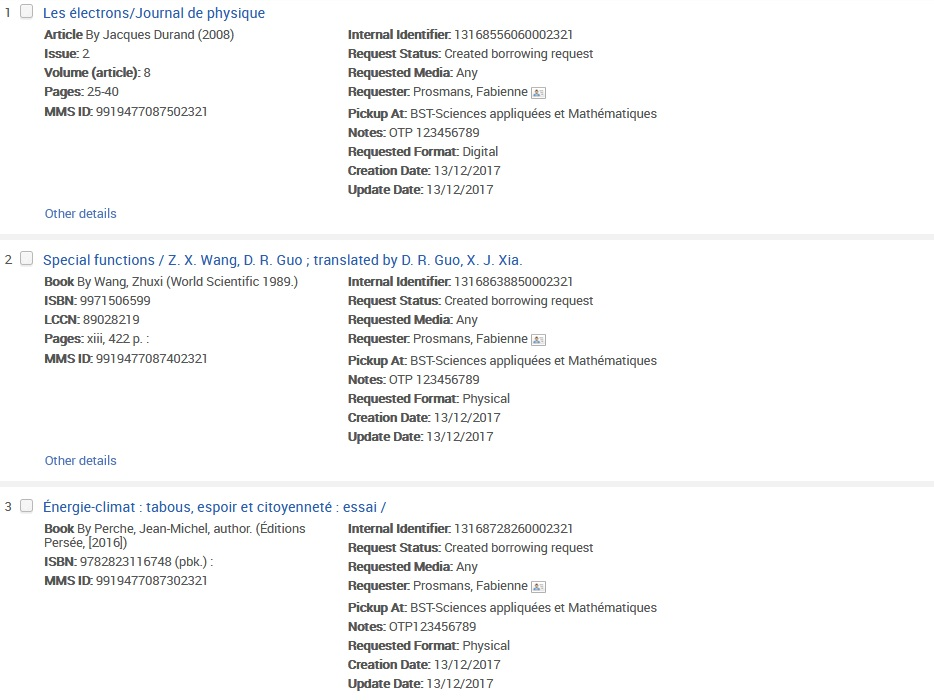 1 Les électrons/Journal de physique
Article By Jacques Durand (2008)
Issue: 2
Volume (article): 8
Pages: 25-40
MMS ID: 9919477087502321
Internal Identifier: 13168556060002321
Request Status: Created borrowing request
Requested Media: Any
Requester: Prosmans, Fabienne
Pickup At: BST-Sciences appliquées et Mathématiques
Notes: OTP 123456789
Requested Format: Digital
Creation Date: 13/12/2017
Update Date: 13/12/2017
Other details
2 Special functions / Z. X. Wang, D. R. Guo ; translated by D. R. Guo, X. J. Xia.
Book By Wang, Zhuxi (World Scientific 1989.)
ISBN: 9971506599
LCCN: 89028219
Pages: xiii, 422 p. :
MMS ID: 9919477087402321
Internal Identifier: 13168638850002321
Request Status: Created borrowing request
Requested Media: Any
Requester: Prosmans, Fabienne
Pickup At: BST-Sciences appliquées et Mathématiques
Notes: OTP 123456789
Requested Format: Physical
Creation Date: 13/12/2017
Update Date: 13/12/2017
Other details
3 Énergie-climat : tabous, espoir et citoyenneté : essai /
Book By Perche, Jean-Michel, author. (Éditions
Persée, [2016])
ISBN: 9782823116748 (pbk.) :
MMS ID: 9919477087302321
Internal Identifier: 13168728260002321
Request Status: Created borrowing request
Requested Media: Any
Requester: Prosmans, Fabienne
Pickup At: BST-Sciences appliquées et Mathématiques
Notes: OTP123456789
Requested Format: Physical
Creation Date: 13/12/2017
Update Date: 13/12/2017